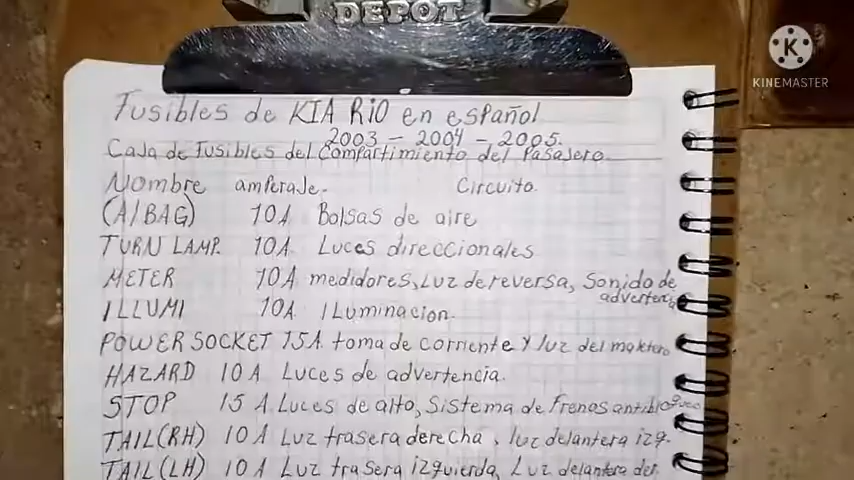 DEPOT
K
KINEMASTER
Fusibles de KIA RIO en español
2003 - 2004 - 2005.
Caja de Fusibles del Compartimiento del Pasajero
Nombre amperaje. Circuito.
(A/BAG) 10A Bolsas de aire
TURN LAMP. 10A Luces direccionales
METER 10A medidores, Luz de reversa, Sonido de
advertencia
ILLUMI 10A ILuminacion.
POWER SOCKET 15A toma de corriente y luz del maletero
HAZARD 10A Luces de advertencia.
STOP 15 A Luces de alto, Sistema de Frenos antibloqueo
TAIL(RH) 10A Luz trasera derecha, luz delantera izq.
TAIL(LH) 10A Luz trasera izquierda, Luz delantera der